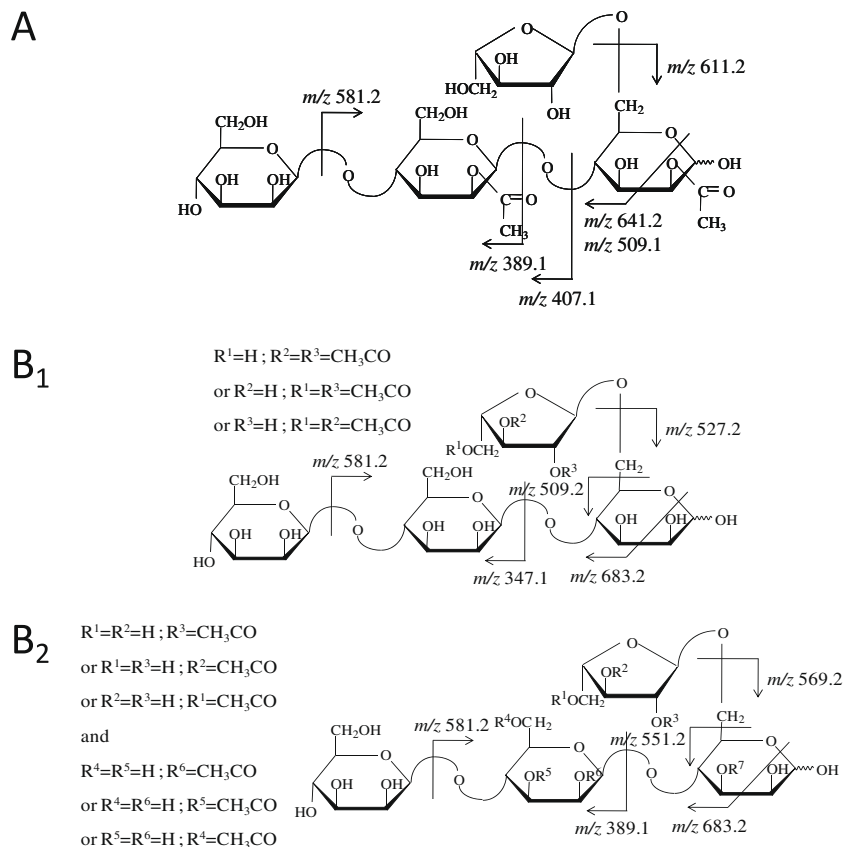 A
O
O
OH
HOCH₂
OH
m/z 611.2
m/z 581.2
CH₂OH
CH₂OH
CH₂
O
O
O
OH
OH
HO
O
OH
O
O
OH
O
OH
C=O
CH₃
C=O
CH₃
m/z 641.2
m/z 509.1
m/z 389.1
m/z 407.1
B₁
R¹=H ; R²=R³=CH₃CO
or R²=H ; R¹=R³=CH₃CO
or R³=H ; R¹=R²=CH₃CO
O
O
OR²
R¹OCH₂
OR³
m/z 527.2
m/z 581.2
CH₂OH
CH₂OH
m/z 509.2
CH₂
O
O
O
OH
OH
HO
O
OH
OH
O
OH
OH
OH
m/z 347.1
m/z 683.2
B₂
R¹=R²=H ; R³=CH₃CO
or R¹=R³=H ; R²=CH₃CO
or R²=R³=H ; R¹=CH₃CO
and
R⁴=R⁵=H ; R⁶=CH₃CO
or R⁴=R⁶=H ; R⁵=CH₃CO
or R⁵=R⁶=H ; R⁴=CH₃CO
O
O
OR²
R¹OCH₂
OR³
m/z 569.2
m/z 581.2
CH₂OH
R⁴OCH₂
m/z 551.2
CH₂
O
O
O
OH
OH
HO
O
OR⁵
OR⁶
O
OR⁷
OH
OH
m/z 389.1
m/z 683.2